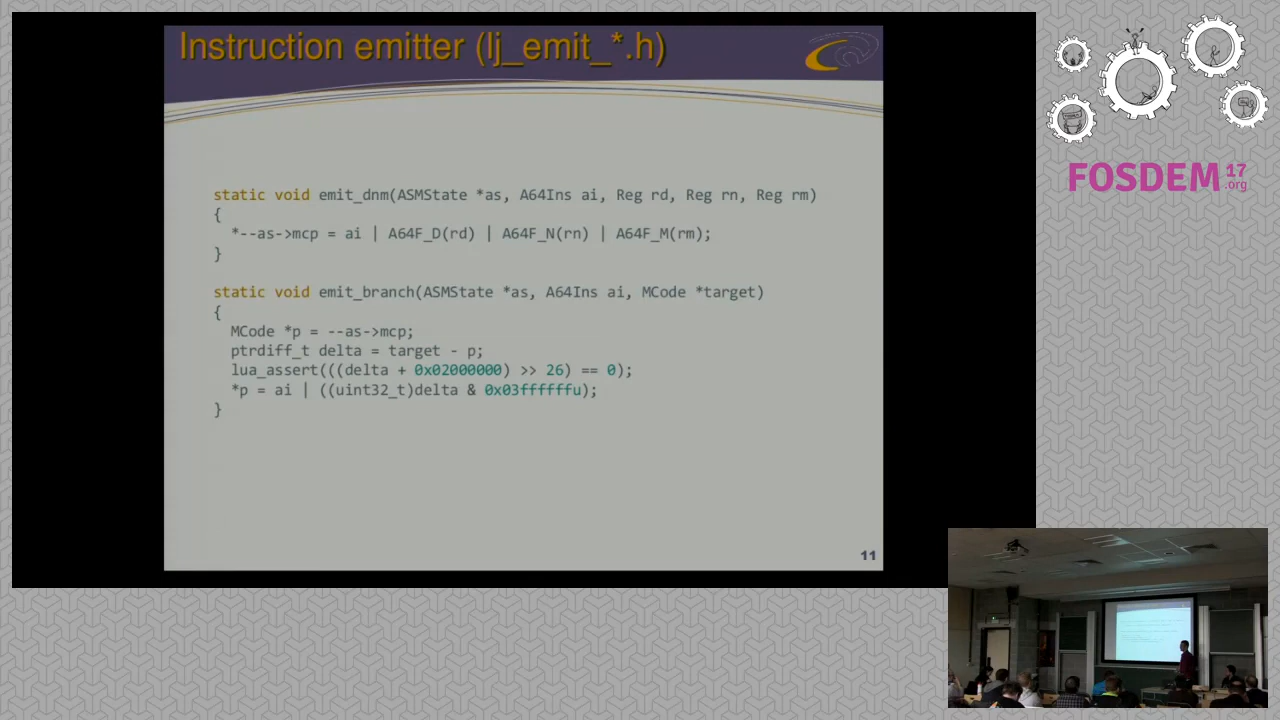 Instruction emitter (lj_emit_*.h)
static void emit_dnm(ASMState *as, A64Ins ai, Reg rd, Reg rn, Reg rm)
{
*--as->mcp = ai | A64F_D(rd) | A64F_N(rn) | A64F_M(rm);
}
static void emit_branch(ASMState *as, A64Ins ai, MCode *target)
{
MCode *p = --as->mcp;
ptrdiff_t delta = target - p;
lua_assert(((delta + 0x02000000) >> 26) == 0);
*p = ai | ((uint32_t)delta & 0x03ffffffu);
}
11
FOSDEM 17
.org